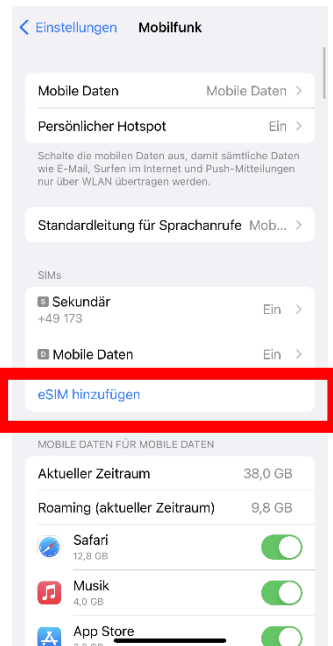 Einstellungen Mobilfunk
Mobile Daten Mobile Daten
Persönlicher Hotspot Ein
Schalte die mobilen Daten aus, damit sämtliche Daten
wie E-Mail, Surfen im Internet und Push-Mitteilungen
nur über WLAN übertragen werden.
Standardleitung für Sprachanrufe Mob...
SIMs
S Sekundär Ein
+49 173
D Mobile Daten Ein
eSIM hinzufügen
MOBILE DATEN FÜR MOBILE DATEN
Aktueller Zeitraum 38,0 GB
Roaming (aktueller Zeitraum) 9,8 GB
Safari
12,8 GB
Musik
4,0 GB
App Store